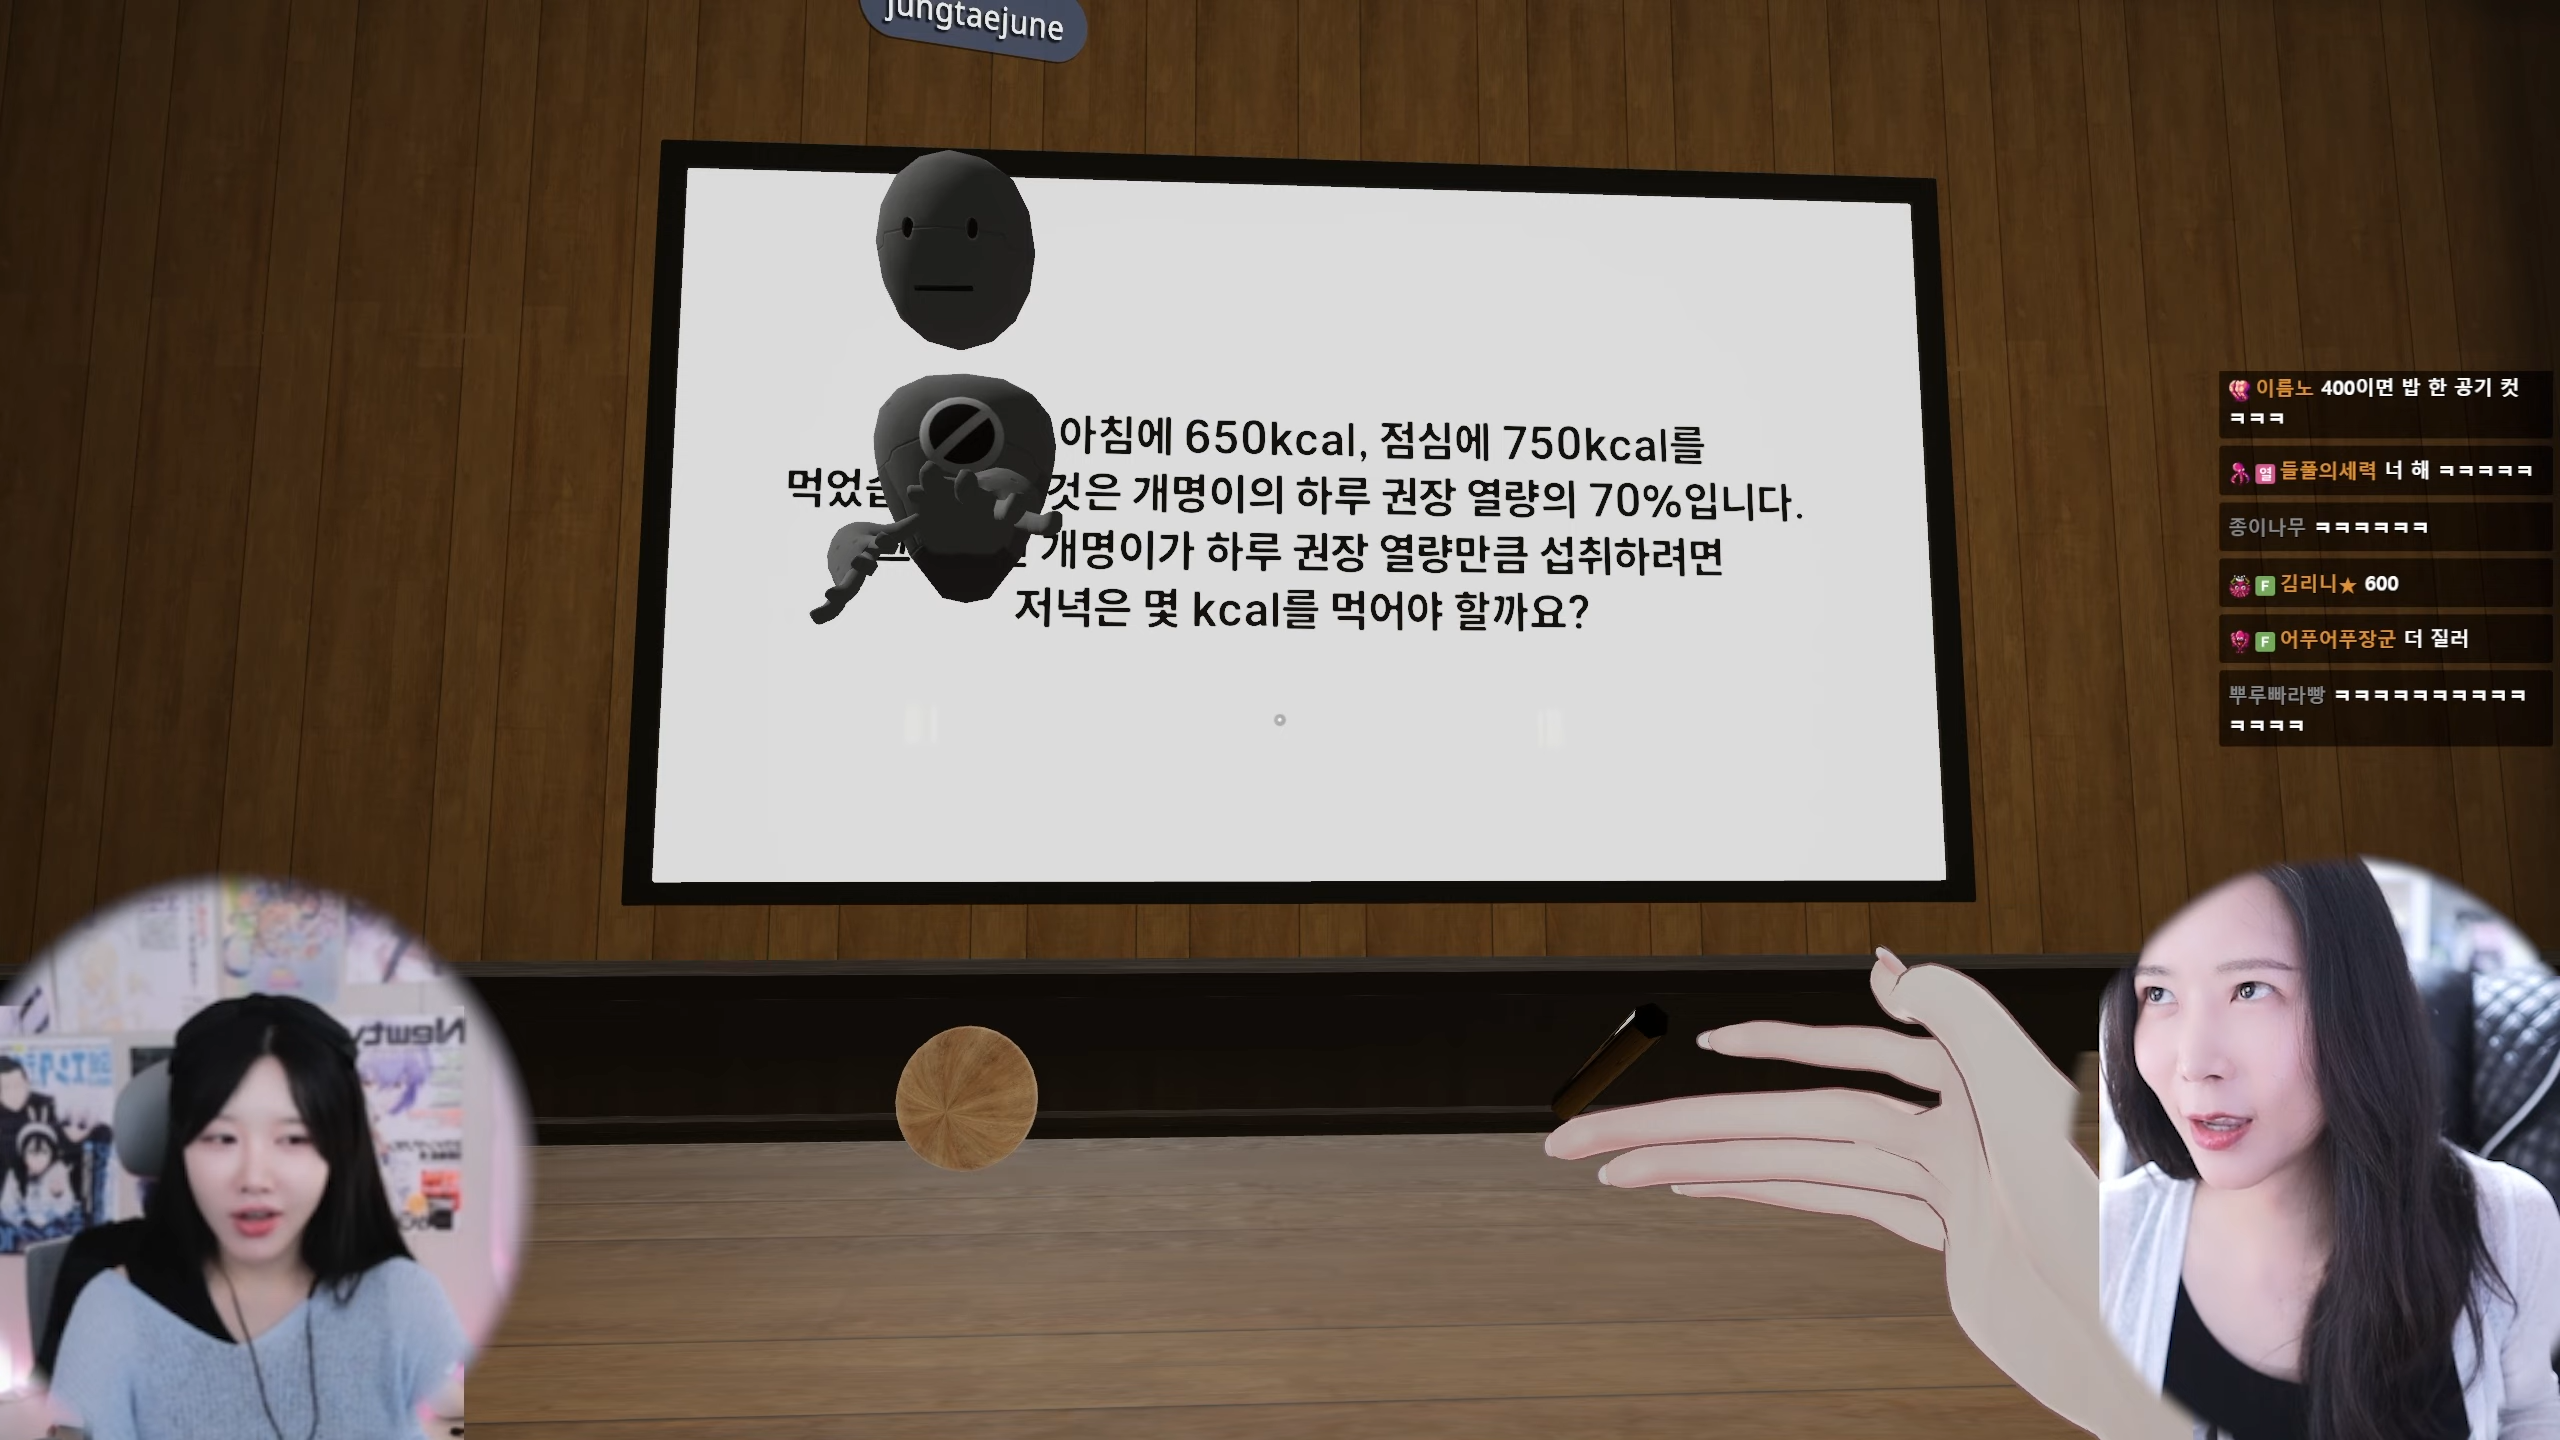 jungtaejune
아침에 650kcal, 점심에 750kcal를
것은 개명이의 하루 권장 열량의 70%입니다.
개명이가 하루 권장 열량만큼 섭취하려면
저녁은 몇 kcal를 먹어야 할까요?
이름노 400이면 밥 한 공기 컷
ㅋㅋㅋ
열 들풀의세력 너 해 ㅋㅋㅋㅋㅋ
종이나무 ㅋㅋㅋㅋㅋㅋ
F 김리니★ 600
F 어푸어푸장군 더 질러
뿌루빠라빵 ㅋㅋㅋㅋㅋㅋㅋㅋㅋㅋ
ㅋㅋㅋㅋ